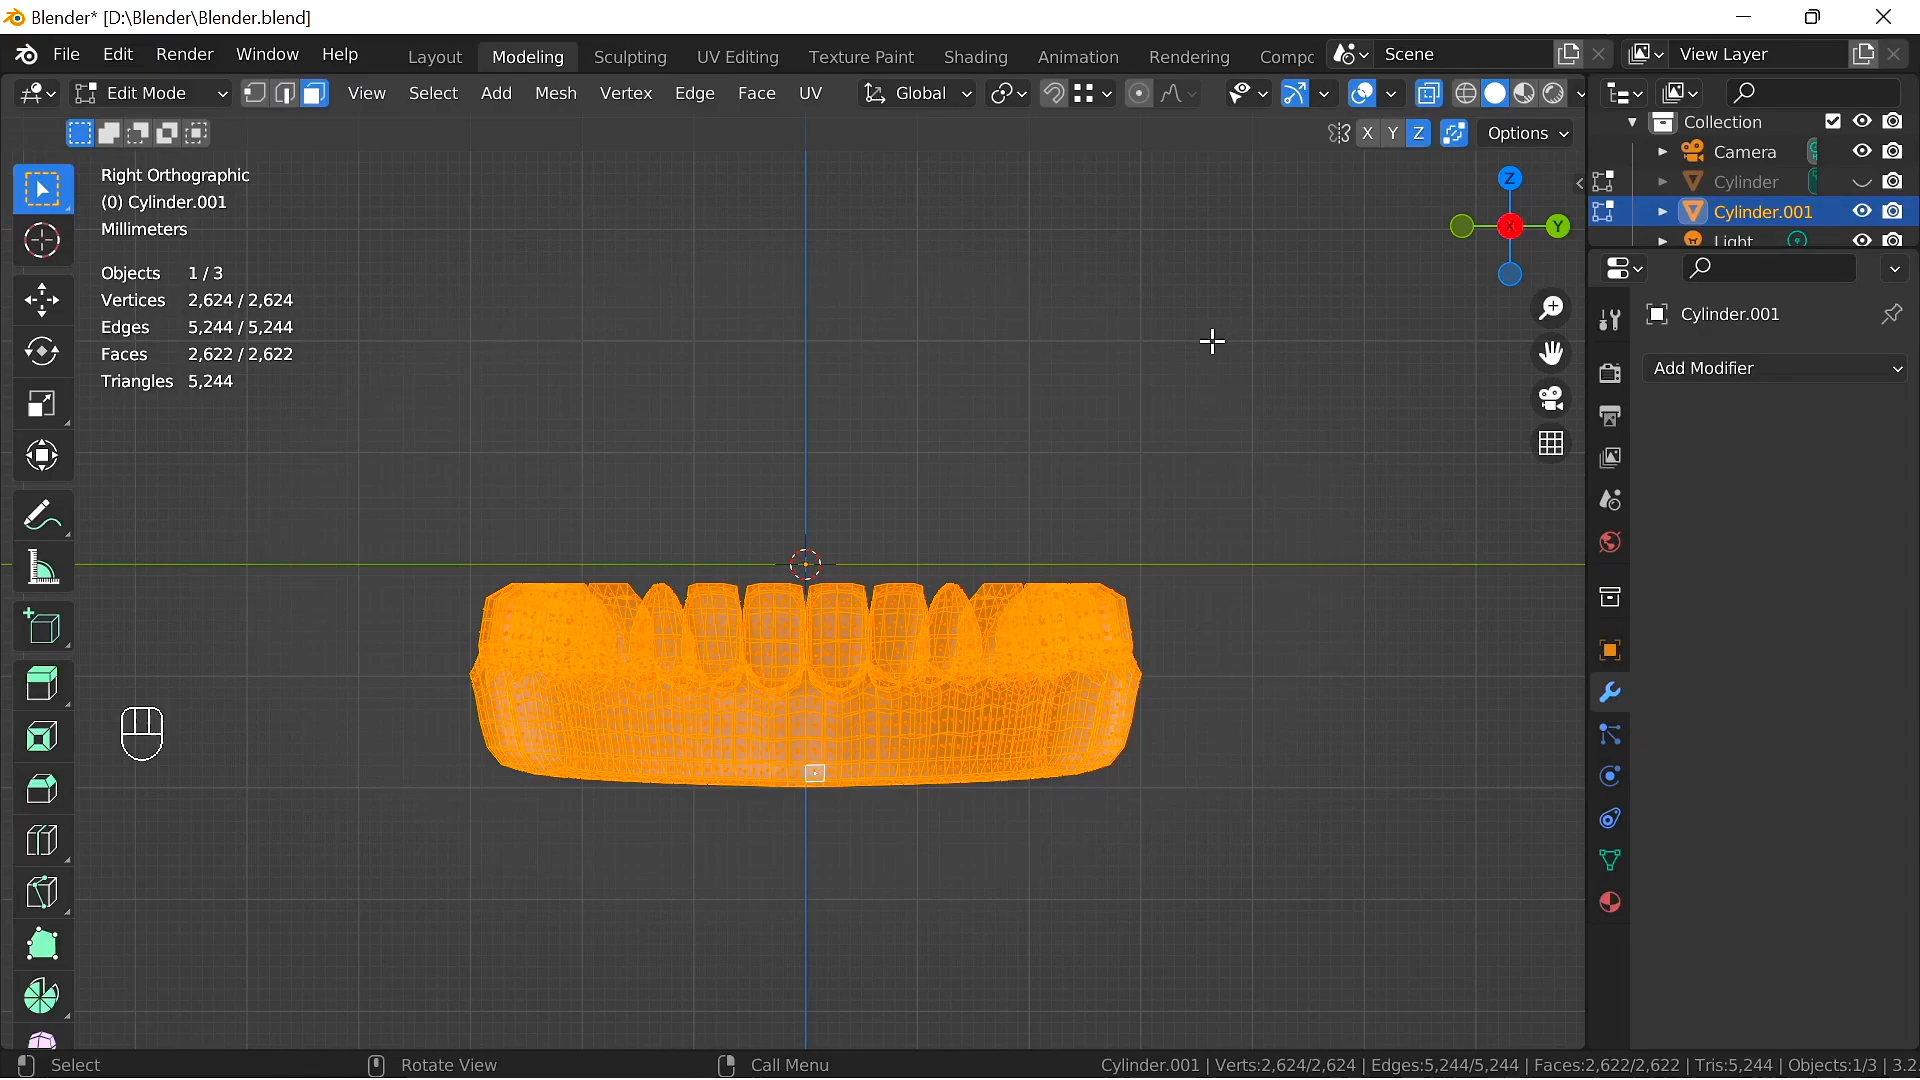 Blender* [D:\Blender\Blender.blend]
File Edit Render Window Help Layout Modeling Sculpting UV Editing Texture Paint Shading Animation Rendering Compc Scene View Layer
Edit Mode View Select Add Mesh Vertex Edge Face UV Global
X Y Z Options
Collection
Camera
Cylinder
Cylinder.001
Light
Right Orthographic
(0) Cylinder.001
Millimeters
Objects 1 / 3
Vertices 2,624 / 2,624
Edges 5,244 / 5,244
Faces 2,622 / 2,622
Triangles 5,244
Z
X
Y
Cylinder.001
Add Modifier
Select Rotate View Call Menu Cylinder.001 | Verts:2,624/2,624 | Edges:5,244/5,244 | Faces:2,622/2,622 | Tris:5,244 | Objects:1/3 | 3.2